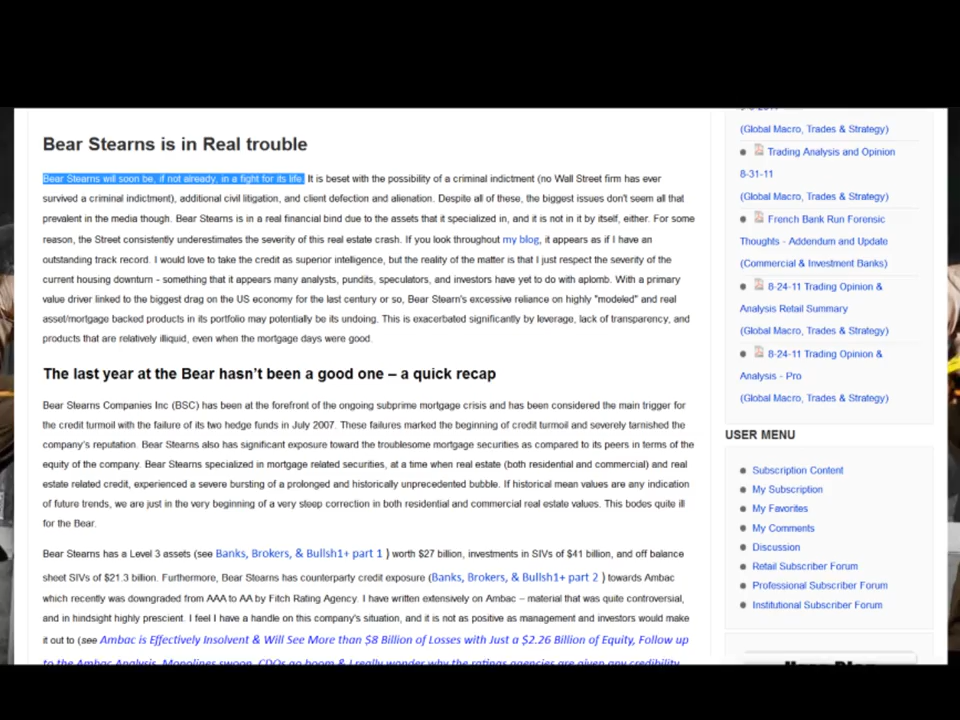 Bear Stearns is in Real trouble
Bear Stearns will soon be, if not already, in a fight for its life. It is beset with the possibility of a criminal indictment (no Wall Street firm has ever
survived a criminal indictment), additional civil litigation, and client defection and alienation. Despite all of these, the biggest issues don't seem all that
prevalent in the media though. Bear Stearns is in a real financial bind due to the assets that it specialized in, and it is not in it by itself, either. For some
reason, the Street consistently underestimates the severity of this real estate crash. If you look throughout my blog, it appears as if I have an
outstanding track record. I would love to take the credit as superior intelligence, but the reality of the matter is that I just respect the severity of the
current housing downturn - something that it appears many analysts, pundits, speculators, and investors have yet to do with aplomb. With a primary
value driver linked to the biggest drag on the US economy for the last century or so, Bear Stearn's excessive reliance on highly "modeled" and real
asset/mortgage backed products in its portfolio may potentially be its undoing. This is exacerbated significantly by leverage, lack of transparency, and
products that are relatively illiquid, even when the mortgage days were good.
The last year at the Bear hasn't been a good one – a quick recap
Bear Stearns Companies Inc (BSC) has been at the forefront of the ongoing subprime mortgage crisis and has been considered the main trigger for
the credit turmoil with the failure of its two hedge funds in July 2007. These failures marked the beginning of credit turmoil and severely tarnished the
company's reputation. Bear Stearns also has significant exposure toward the troublesome mortgage securities as compared to its peers in terms of the
equity of the company. Bear Stearns specialized in mortgage related securities, at a time when real estate (both residential and commercial) and real
estate related credit, experienced a severe bursting of a prolonged and historically unprecedented bubble. If historical mean values are any indication
of future trends, we are just in the very beginning of a very steep correction in both residential and commercial real estate values. This bodes quite ill
for the Bear.
Bear Stearns has a Level 3 assets (see Banks, Brokers, & Bullsh1+ part 1 ) worth $27 billion, investments in SIVs of $41 billion, and off balance
sheet SIVs of $21.3 billion. Furthermore, Bear Stearns has counterparty credit exposure (Banks, Brokers, & Bullsh1+ part 2 ) towards Ambac
which recently was downgraded from AAA to AA by Fitch Rating Agency. I have written extensively on Ambac – material that was quite controversial,
and in hindsight highly prescient. I feel I have a handle on this company's situation, and it is not as positive as management and investors would make
it out to (see Ambac is Effectively Insolvent & Will See More than $8 Billion of Losses with Just a $2.26 Billion of Equity, Follow up
to the Ambac Analysis, Monolines swoon, CDOs go boom & I really wonder why the ratings agencies are given any credibility
(Global Macro, Trades & Strategy)
Trading Analysis and Opinion
8-31-11
(Global Macro, Trades & Strategy)
French Bank Run Forensic
Thoughts - Addendum and Update
(Commercial & Investment Banks)
8-24-11 Trading Opinion &
Analysis Retail Summary
(Global Macro, Trades & Strategy)
8-24-11 Trading Opinion &
Analysis - Pro
(Global Macro, Trades & Strategy)
USER MENU
Subscription Content
My Subscription
My Favorites
My Comments
Discussion
Retail Subscriber Forum
Professional Subscriber Forum
Institutional Subscriber Forum